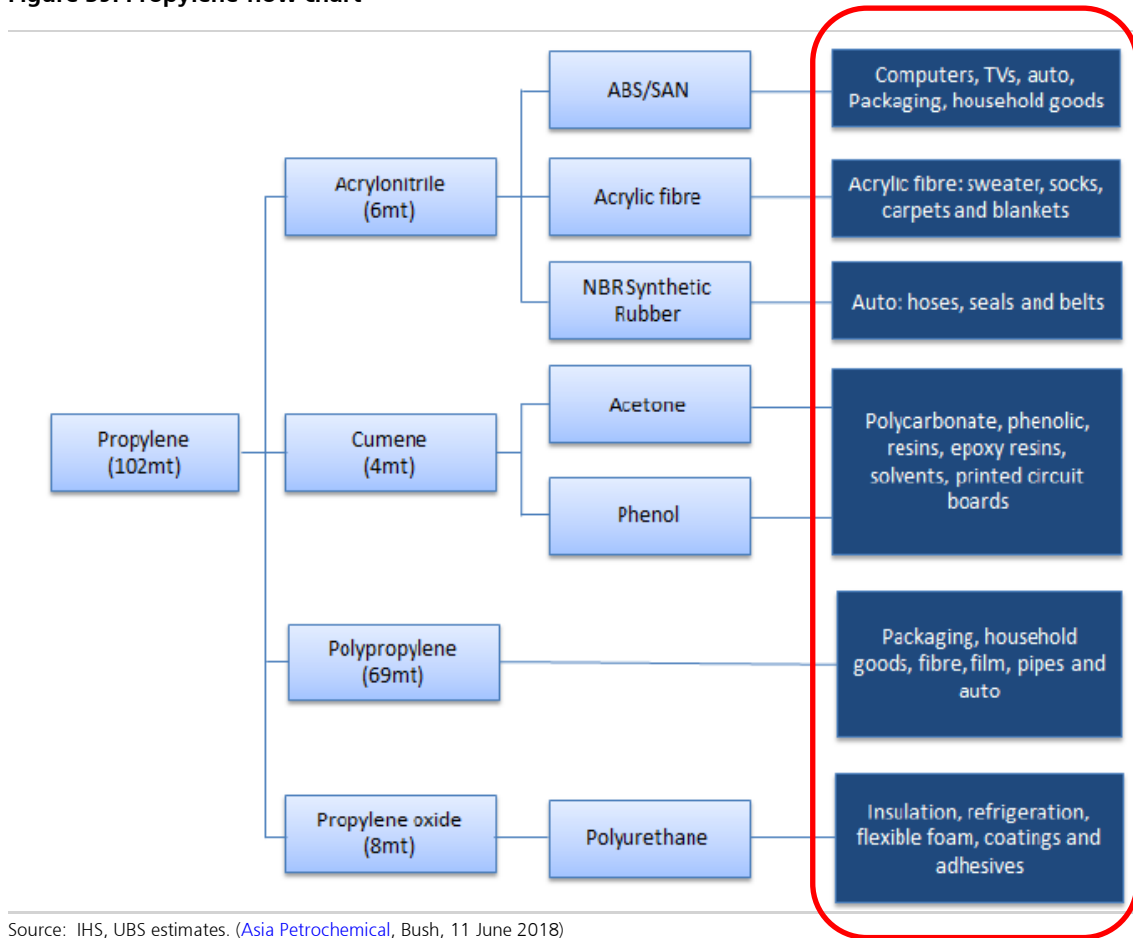 Propylene flow chart
ABS/SAN
Computers, TVs, auto,
Packaging, household goods
Acrylonitrile
(6mt)
Acrylic fibre
Acrylic fibre: sweater, socks,
carpets and blankets
NBR Synthetic
Rubber
Auto: hoses, seals and belts
Propylene
(102mt)
Cumene
(4mt)
Acetone
Phenol
Polycarbonate, phenolic,
resins, epoxy resins,
solvents, printed circuit
boards
Polypropylene
(69mt)
Packaging, household
goods, fibre, film, pipes and
auto
Propylene oxide
(8mt)
Polyurethane
Insulation, refrigeration,
flexible foam, coatings and
adhesives
Source: IHS, UBS estimates. (Asia Petrochemical, Bush, 11 June 2018)